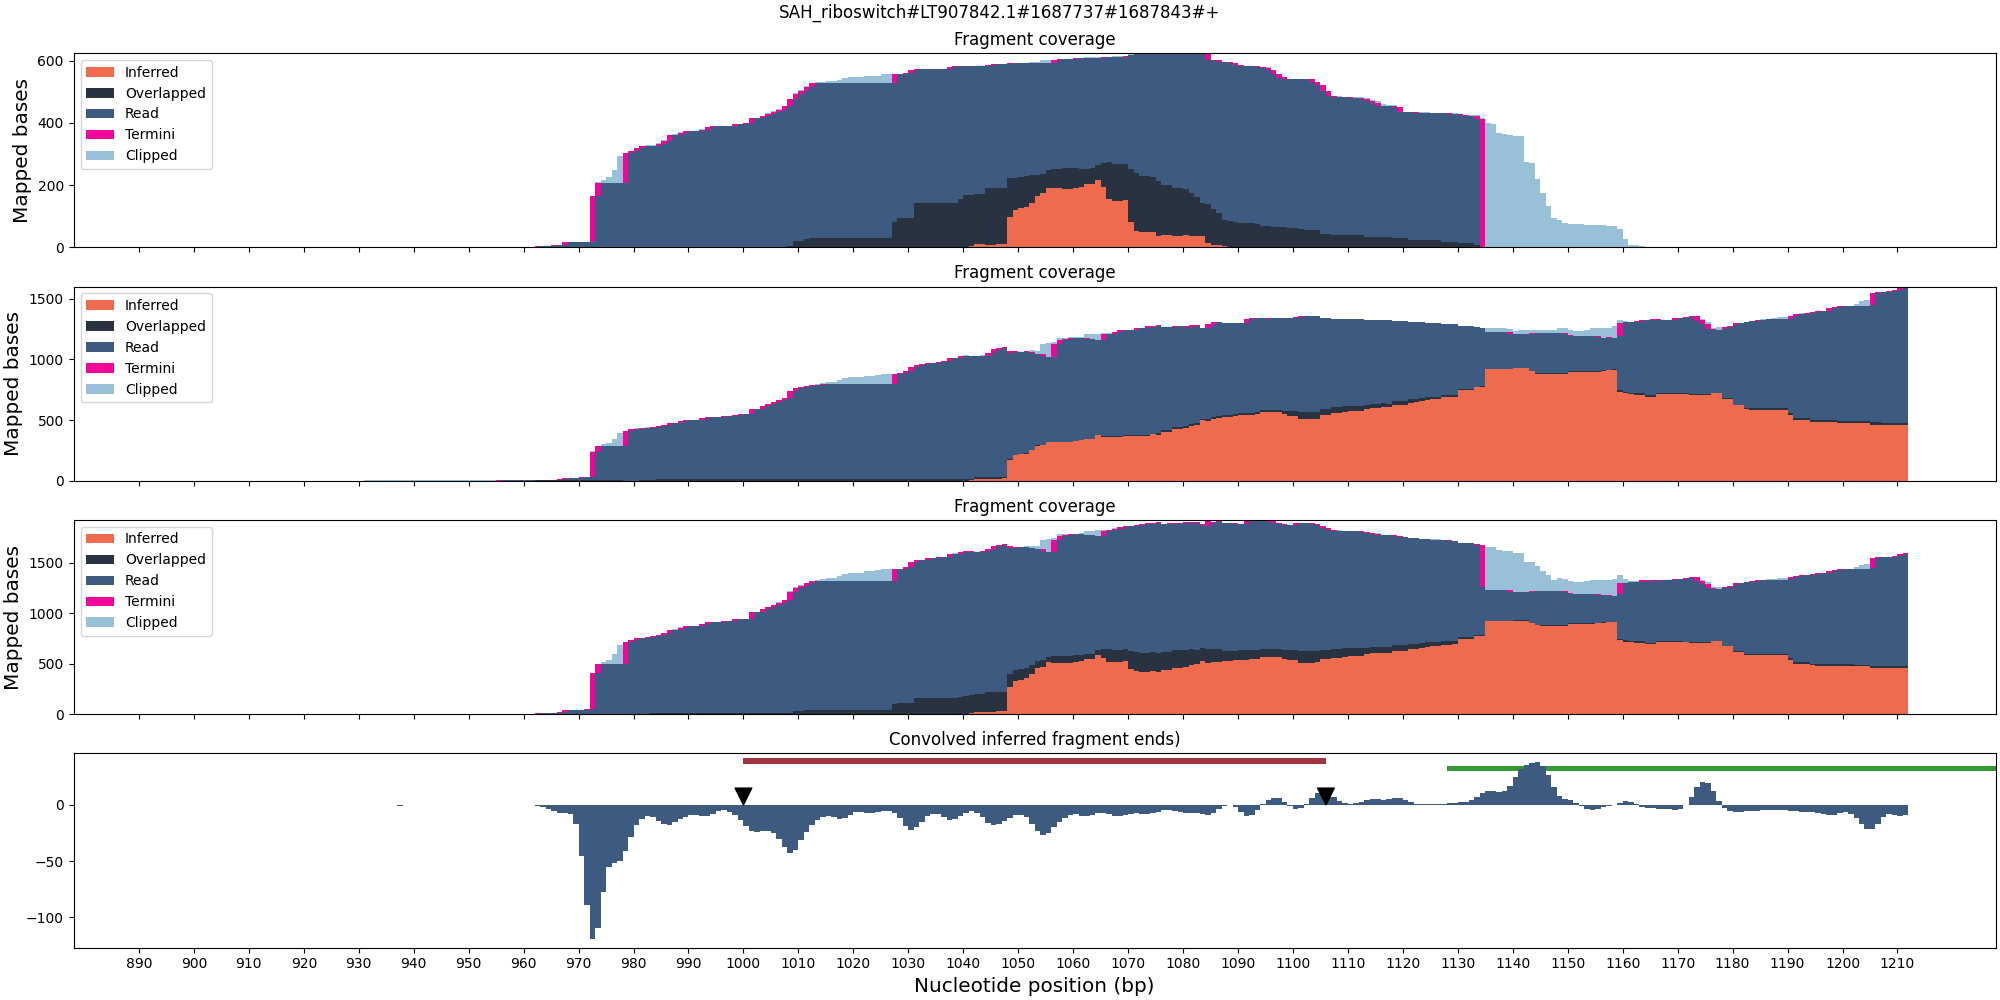 SAH_riboswitch#LT907842.1#1687737#1687843#+
Fragment coverage
Mapped bases
600
400
200
0
Inferred
Overlapped
Read
Termini
Clipped
Fragment coverage
Mapped bases
1500
1000
500
0
Inferred
Overlapped
Read
Termini
Clipped
Fragment coverage
Mapped bases
1500
1000
500
0
Inferred
Overlapped
Read
Termini
Clipped
Convolved inferred fragment ends)
0
−50
−100
890 900 910 920 930 940 950 960 970 980 990 1000 1010 1020 1030 1040 1050 1060 1070 1080 1090 1100 1110 1120 1130 1140 1150 1160 1170 1180 1190 1200 1210
Nucleotide position (bp)